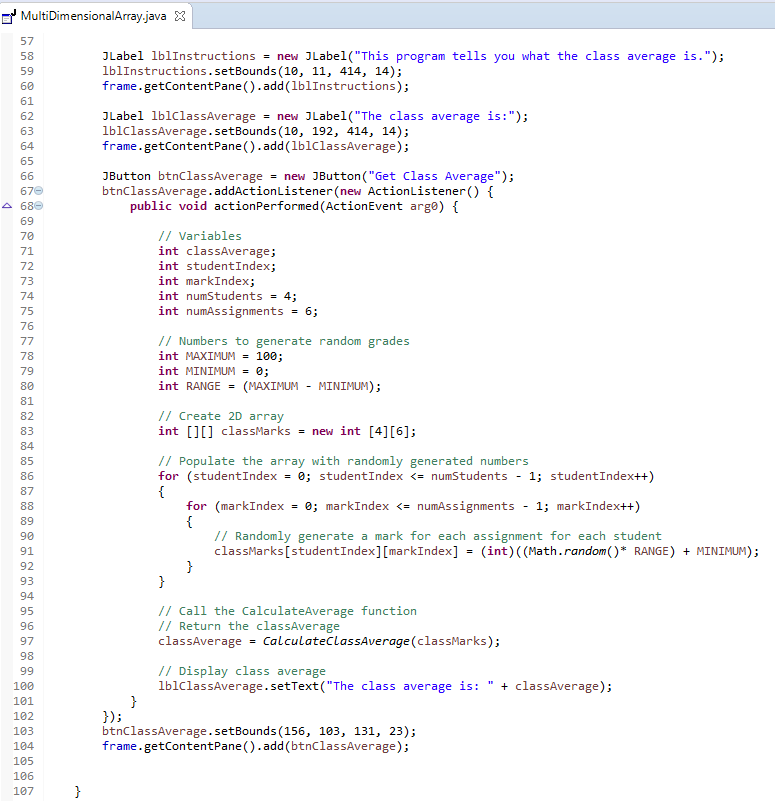 MultiDimensionalArray.java
57
58 JLabel lblInstructions = new JLabel("This program tells you what the class average is.");
59 lblInstructions.setBounds(10, 11, 414, 14);
60 frame.getContentPane().add(lblInstructions);
61
62 JLabel lblClassAverage = new JLabel("The class average is:");
63 lblClassAverage.setBounds(10, 192, 414, 14);
64 frame.getContentPane().add(lblClassAverage);
65
66 JButton btnClassAverage = new JButton("Get Class Average");
67 btnClassAverage.addActionListener(new ActionListener() {
68 public void actionPerformed(ActionEvent arg0) {
69
70 // Variables
71 int classAverage;
72 int studentIndex;
73 int markIndex;
74 int numStudents = 4;
75 int numAssignments = 6;
76
77 // Numbers to generate random grades
78 int MAXIMUM = 100;
79 int MINIMUM = 0;
80 int RANGE = (MAXIMUM - MINIMUM);
81
82 // Create 2D array
83 int [][] classMarks = new int [4][6];
84
85 // Populate the array with randomly generated numbers
86 for (studentIndex = 0; studentIndex <= numStudents - 1; studentIndex++)
87 {
88 for (markIndex = 0; markIndex <= numAssignments - 1; markIndex++)
89 {
90 // Randomly generate a mark for each assignment for each student
91 classMarks[studentIndex][markIndex] = (int)((Math.random()* RANGE) + MINIMUM);
92 }
93 }
94
95 // Call the CalculateAverage function
96 // Return the classAverage
97 classAverage = CalculateClassAverage(classMarks);
98
99 // Display class average
100 lblClassAverage.setText("The class average is: " + classAverage);
101 }
102 });
103 btnClassAverage.setBounds(156, 103, 131, 23);
104 frame.getContentPane().add(btnClassAverage);
105
106
107 }